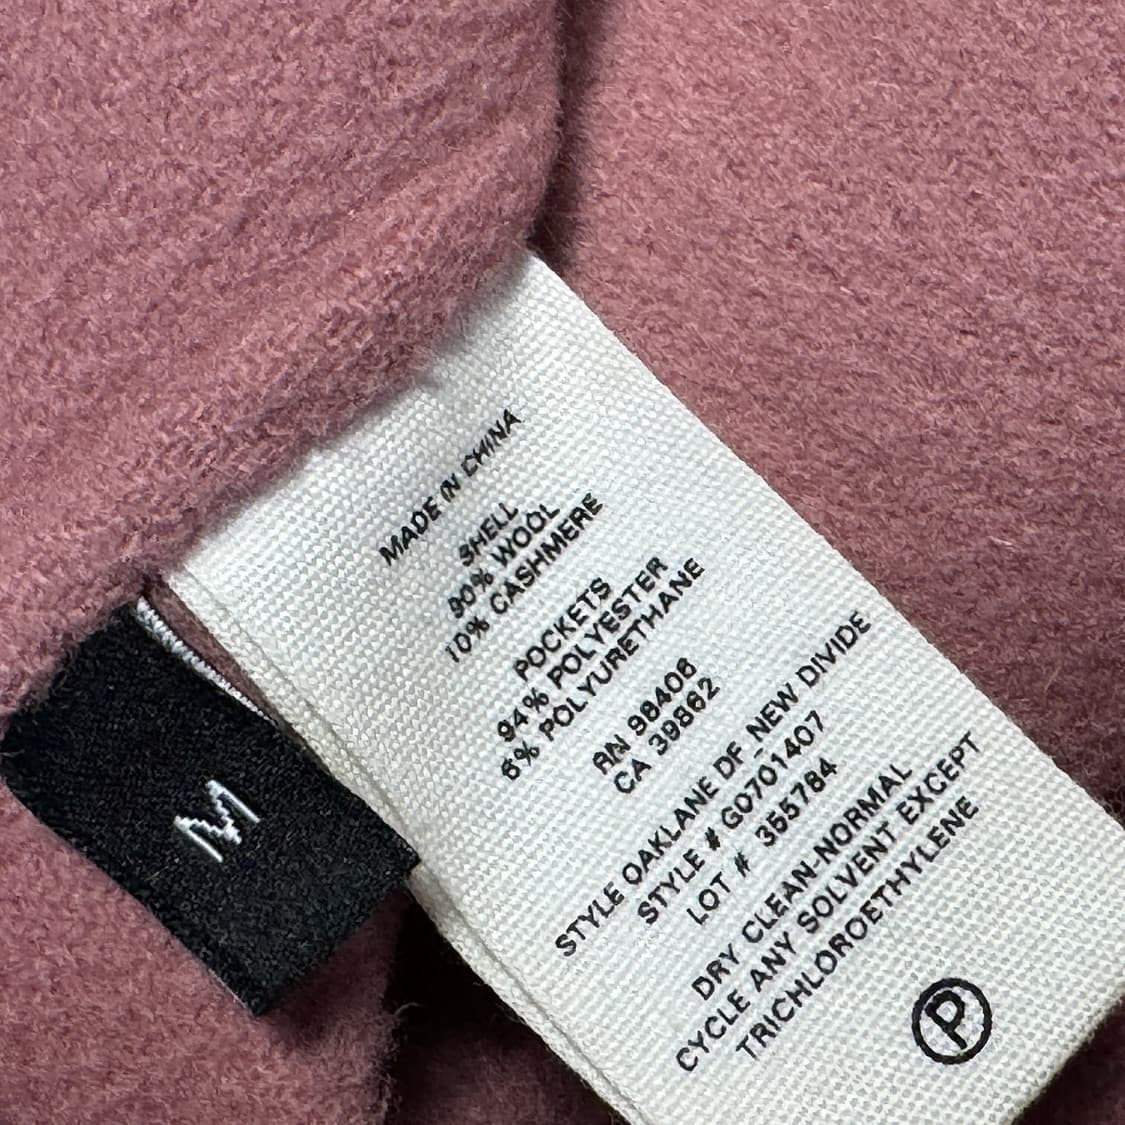 MADE IN CHINA
SHELL
90% WOOL
10% CASHMERE
POCKETS
94% POLYESTER
6% POLYURETHANE
RN 98408
CA 39862
STYLE OAKLANE DF_NEW DIVIDE
STYLE # G0701407
LOT # 355784
DRY CLEAN-NORMAL
CYCLE ANY SOLVENT EXCEPT
TRICHLOROETHYLENE
P
M